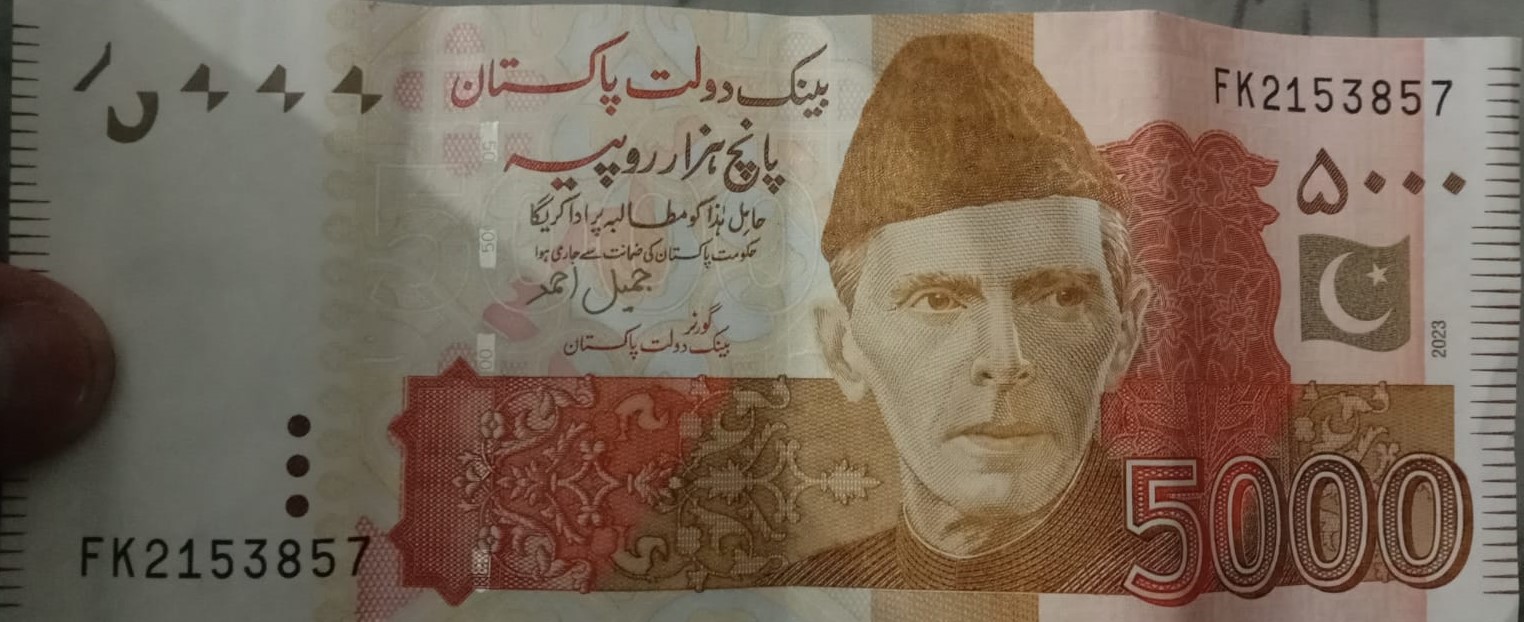 بینک دولت پاکستان
FK2153857
پانچ ہزار روپیہ
۵۰۰۰
حاملِ ہٰذا کو مطالبہ پر ادا کریگا
حکومت پاکستان کی ضمانت سے جاری ہوا
جمیل احمد
گورنر
بینک دولت پاکستان
2023
5000
FK2153857